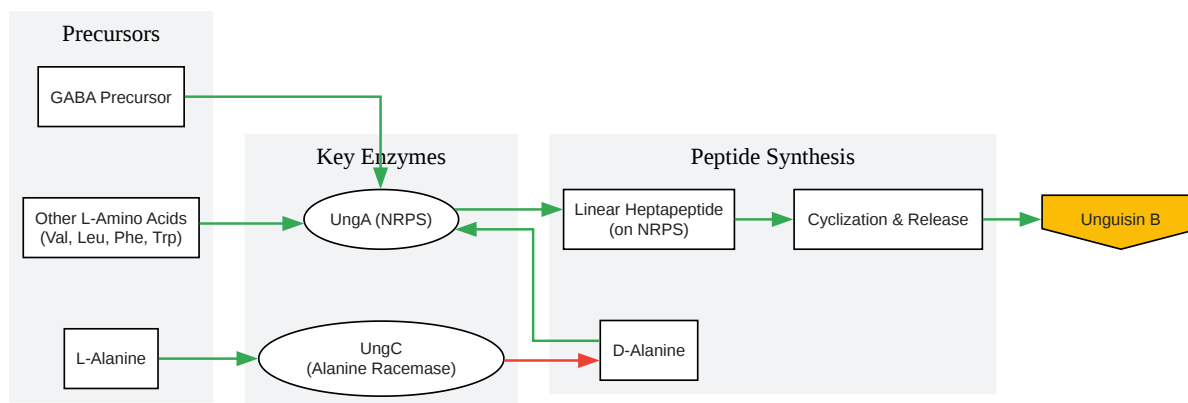 Precursors
GABA Precursor
Key Enzymes
Peptide Synthesis
Other L-Amino Acids
(Val, Leu, Phe, Trp)
UngA (NRPS)
Linear Heptapeptide
(on NRPS)
Cyclization & Release
Unguisin B
L-Alanine
UngC
(Alanine Racemase)
D-Alanine